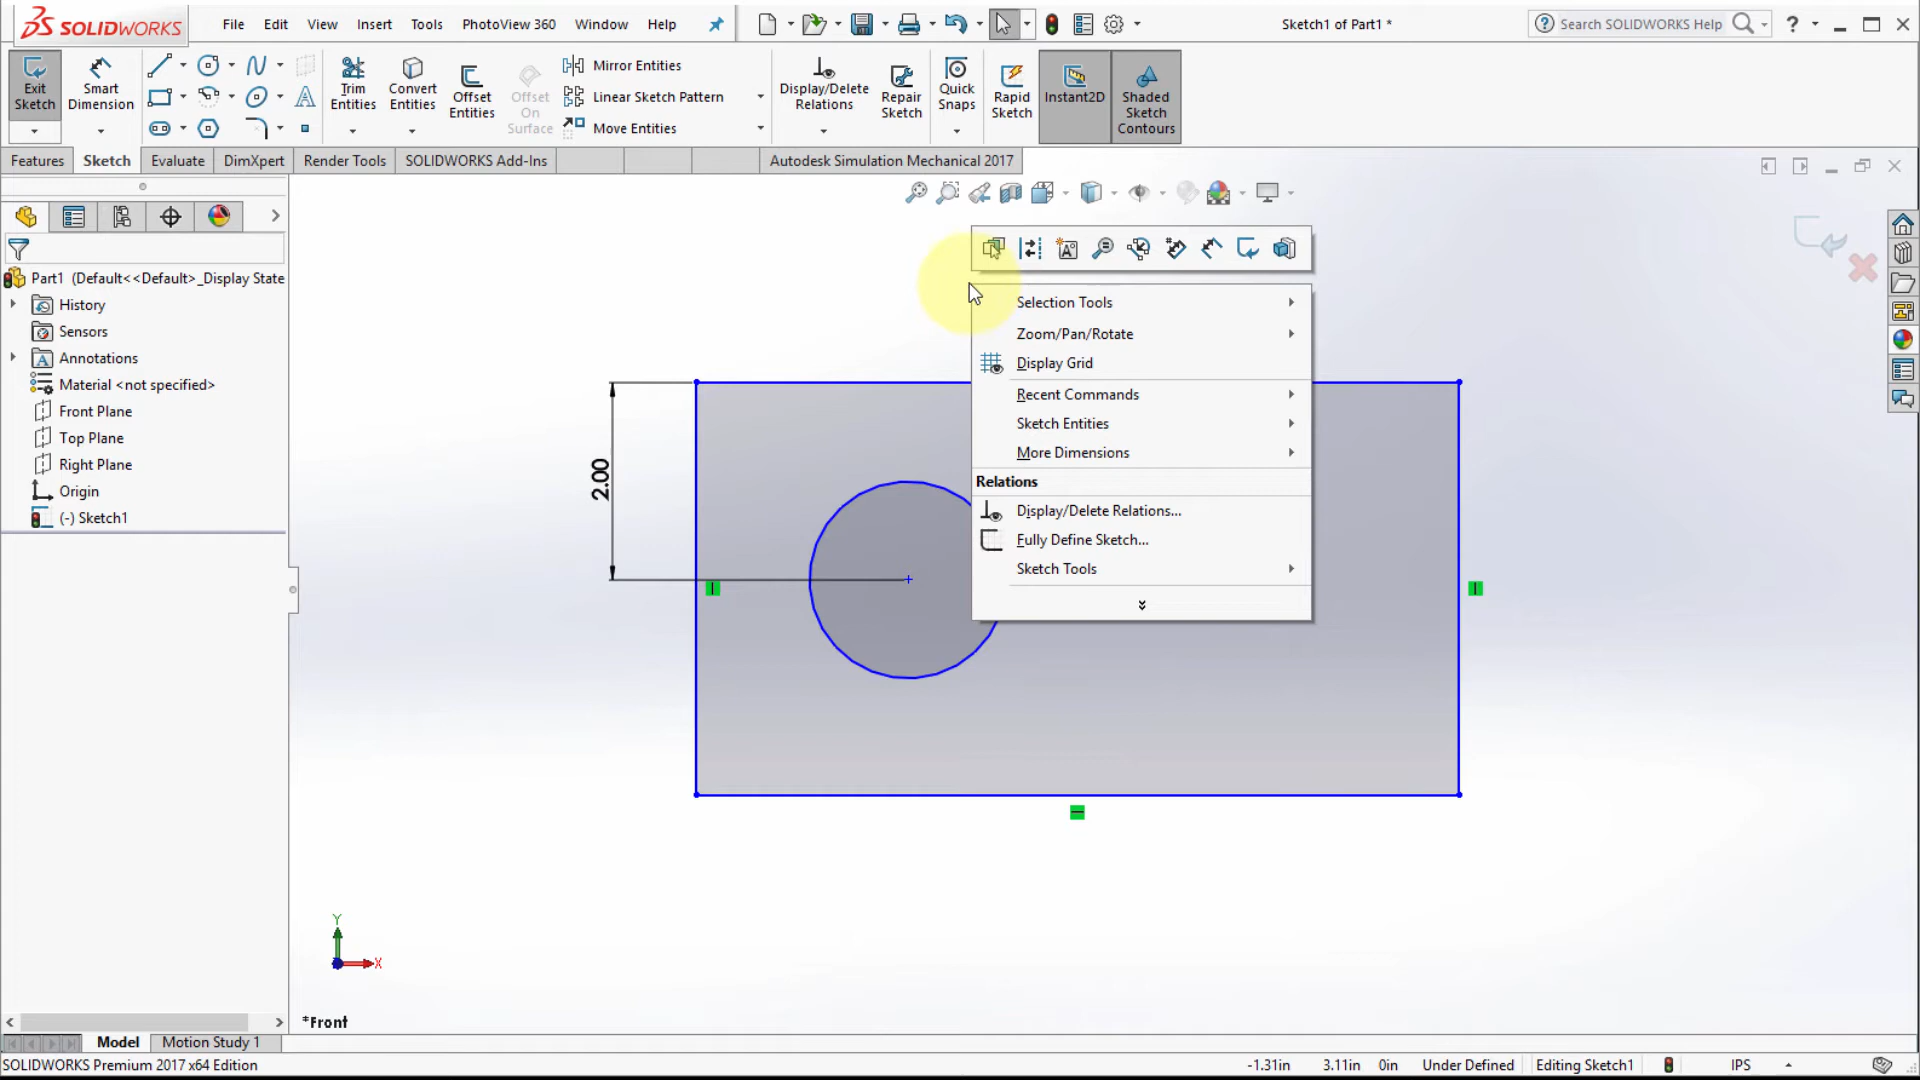 SOLIDWORKS
File Edit View Insert Tools PhotoView 360 Window Help
Sketch1 of Part1 *
Search SOLIDWORKS Help
?
Exit Sketch
Smart Dimension
Trim Entities
Convert Entities
Offset Entities
Offset On Surface
Mirror Entities
Linear Sketch Pattern
Move Entities
Display/Delete Relations
Repair Sketch
Quick Snaps
Rapid Sketch
Instant2D
Shaded Sketch Contours
Features Sketch Evaluate DimXpert Render Tools SOLIDWORKS Add-Ins Autodesk Simulation Mechanical 2017
Part1 (Default<<Default>_Display State
History
Sensors
Annotations
Material <not specified>
Front Plane
Top Plane
Right Plane
Origin
(-) Sketch1
Selection Tools
Zoom/Pan/Rotate
Display Grid
Recent Commands
Sketch Entities
More Dimensions
Relations
Display/Delete Relations...
Fully Define Sketch...
Sketch Tools
2.00
Y
X
*Front
Model Motion Study 1
SOLIDWORKS Premium 2017 x64 Edition
-1.31in 3.11in 0in Under Defined Editing Sketch1 IPS